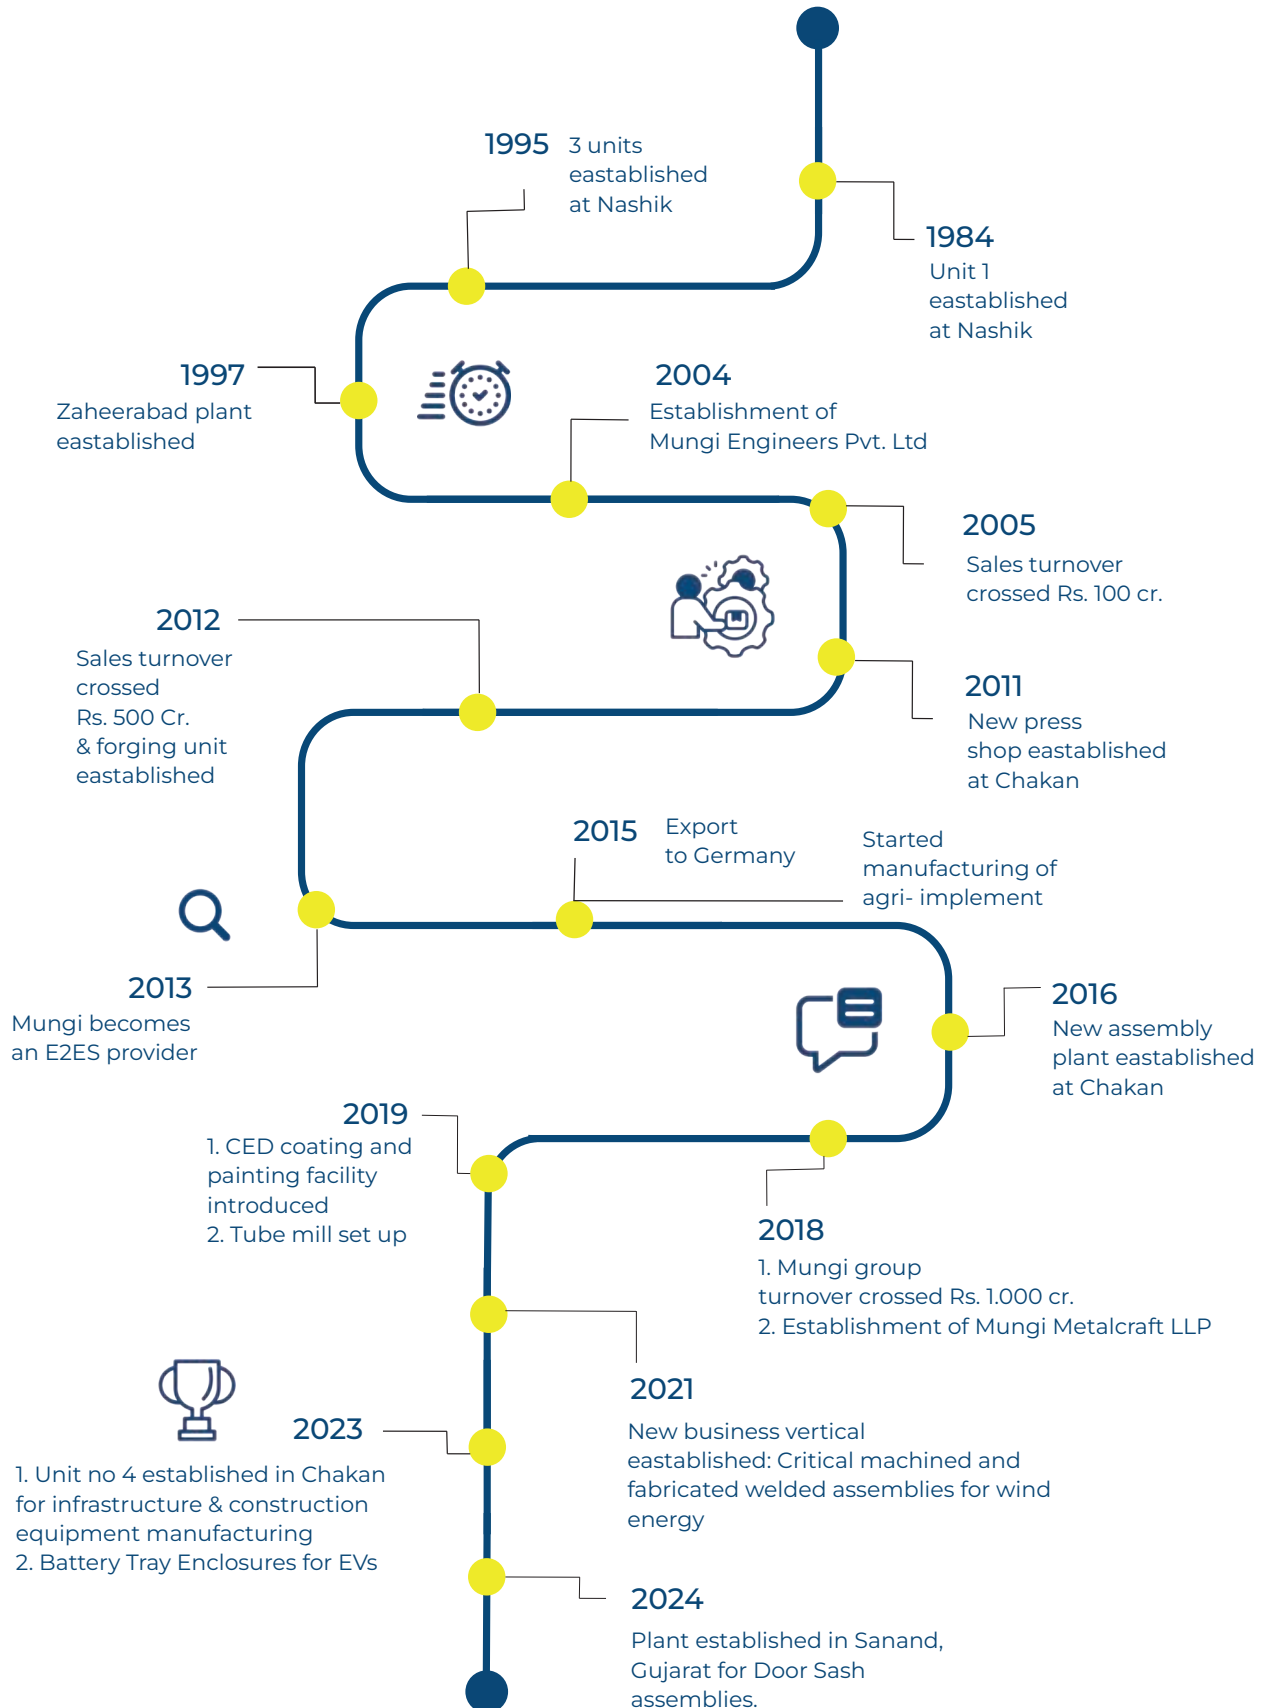 1984
Unit 1
eastablished
at Nashik
1995
3 units
eastablished
at Nashik
1997
Zaheerabad plant
eastablished
2004
Establishment of
Mungi Engineers Pvt. Ltd
2005
Sales turnover
crossed Rs. 100 cr.
2011
New press
shop eastablished
at Chakan
2012
Sales turnover
crossed
Rs. 500 Cr.
& forging unit
eastablished
2013
Mungi becomes
an E2ES provider
2015
Export
to Germany
Started
manufacturing of
agri- implement
2016
New assembly
plant eastablished
at Chakan
2018
1. Mungi group
turnover crossed Rs. 1.000 cr.
2. Establishment of Mungi Metalcraft LLP
2019
1. CED coating and
painting facility
introduced
2. Tube mill set up
2021
New business vertical
eastablished: Critical machined and
fabricated welded assemblies for wind
energy
2023
1. Unit no 4 established in Chakan
for infrastructure & construction
equipment manufacturing
2. Battery Tray Enclosures for EVs
2024
Plant established in Sanand,
Gujarat for Door Sash
assemblies.